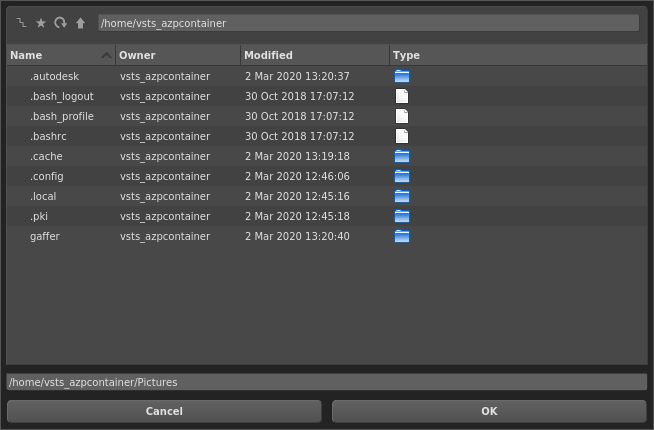 /home/vsts_azpcontainer
Name Owner Modified Type
.autodesk vsts_azpcontainer 2 Mar 2020 13:20:37
.bash_logout vsts_azpcontainer 30 Oct 2018 17:07:12
.bash_profile vsts_azpcontainer 30 Oct 2018 17:07:12
.bashrc vsts_azpcontainer 30 Oct 2018 17:07:12
.cache vsts_azpcontainer 2 Mar 2020 13:19:18
.config vsts_azpcontainer 2 Mar 2020 12:46:06
.local vsts_azpcontainer 2 Mar 2020 12:45:16
.pki vsts_azpcontainer 2 Mar 2020 12:45:18
gaffer vsts_azpcontainer 2 Mar 2020 13:20:40
/home/vsts_azpcontainer/Pictures
Cancel OK